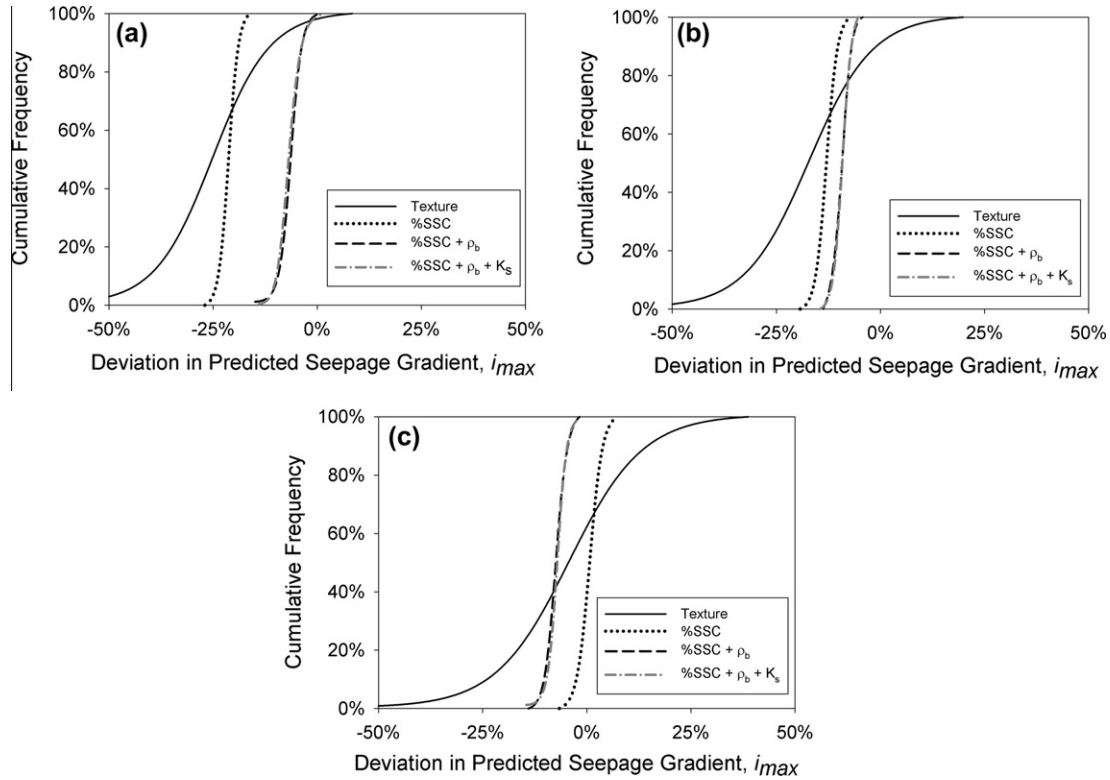 (a)
100%
80%
60%
40%
20%
0%
Cumulative Frequency
Texture
%SSC
%SSC + ρb
%SSC + ρb + Ks
-50%
-25%
0%
25%
50%
Deviation in Predicted Seepage Gradient, imax
(b)
100%
80%
60%
40%
20%
0%
Cumulative Frequency
Texture
%SSC
%SSC + ρb
%SSC + ρb + Ks
-50%
-25%
0%
25%
50%
Deviation in Predicted Seepage Gradient, imax
(c)
100%
80%
60%
40%
20%
0%
Cumulative Frequency
Texture
%SSC
%SSC + ρb
%SSC + ρb + Ks
-50%
-25%
0%
25%
50%
Deviation in Predicted Seepage Gradient, imax